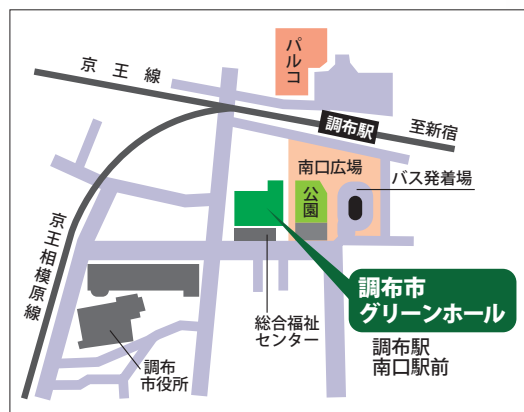 パルコ
京王線
調布駅
至新宿
南口広場
バス発着場
公園
京王相模原線
調布市
グリーンホール
総合福祉
センター
調布駅
南口駅前
調布
市役所